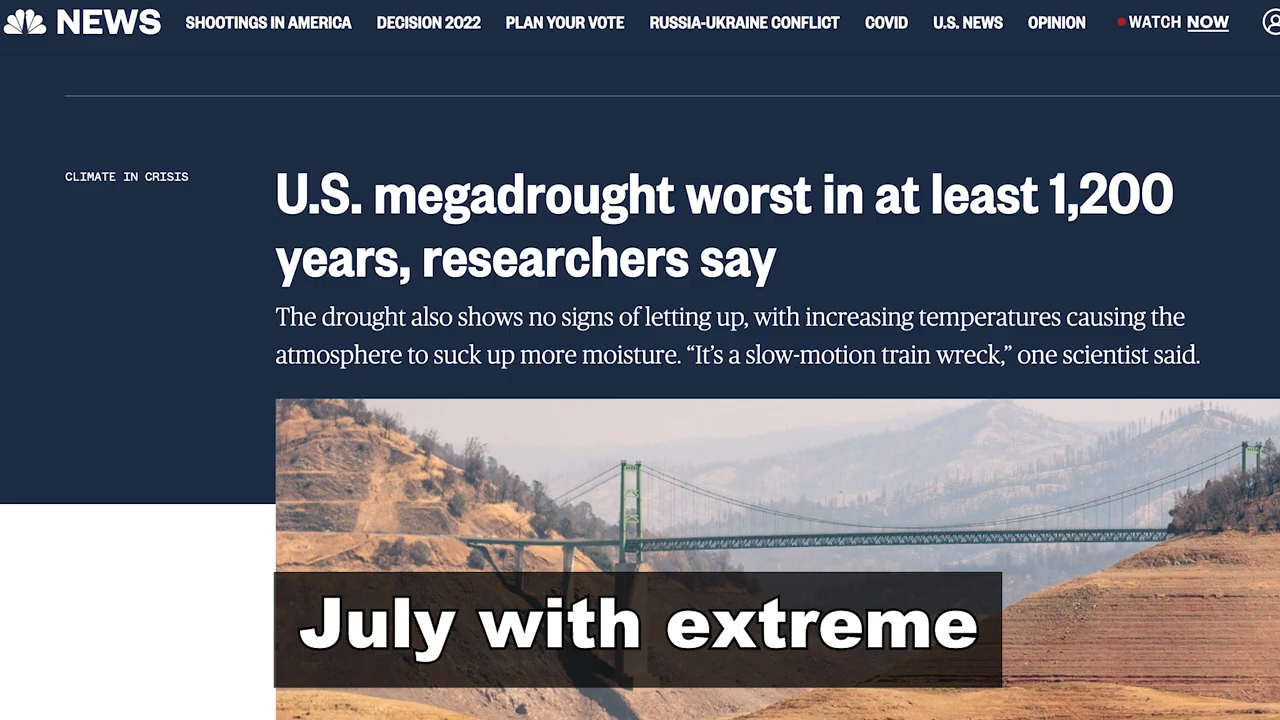 NEWS SHOOTINGS IN AMERICA DECISION 2022 PLAN YOUR VOTE RUSSIA-UKRAINE CONFLICT COVID U.S. NEWS OPINION WATCH NOW
CLIMATE IN CRISIS
U.S. megadrought worst in at least 1,200
years, researchers say
The drought also shows no signs of letting up, with increasing temperatures causing the
atmosphere to suck up more moisture. “It’s a slow-motion train wreck,” one scientist said.
July with extreme